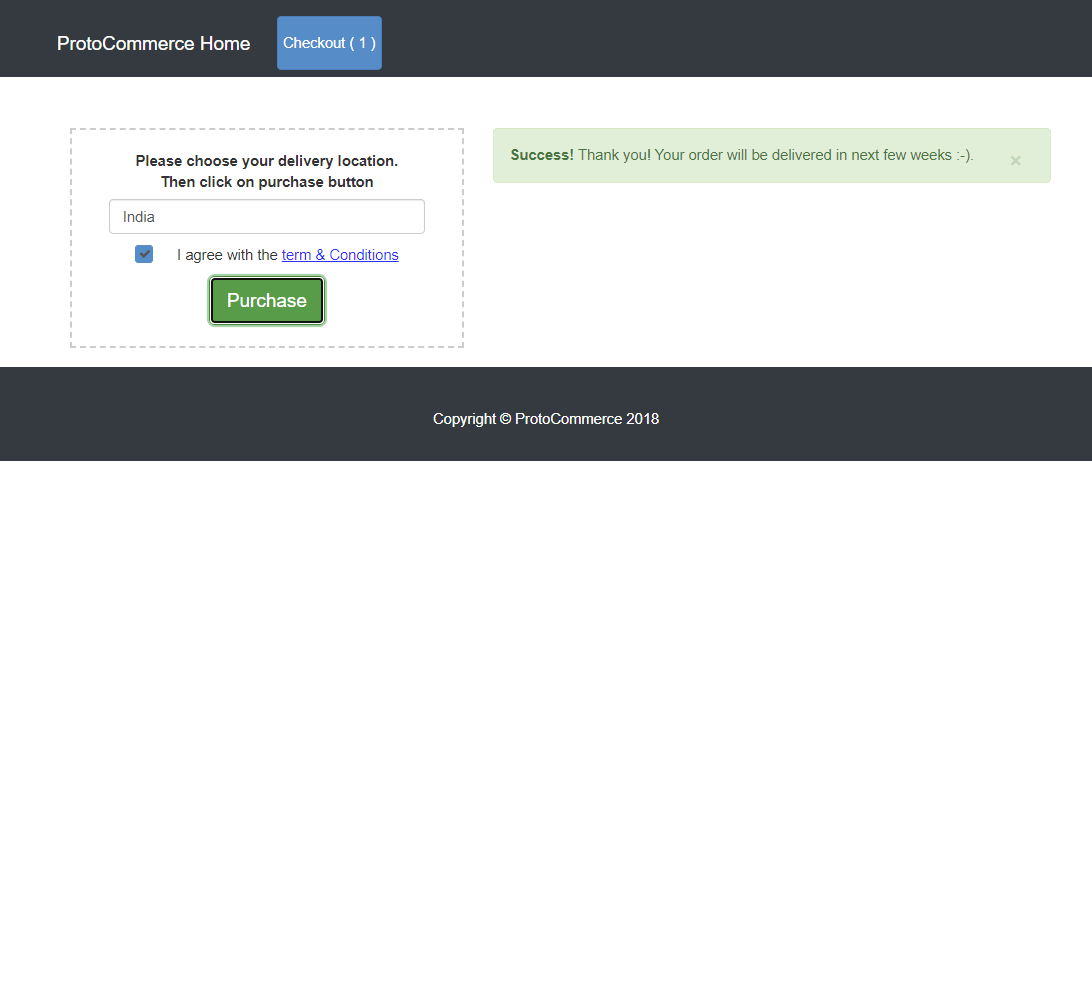 ProtoCommerce Home
Checkout ( 1 )
Please choose your delivery location.
Then click on purchase button
India
I agree with the term & Conditions
Purchase
Success! Thank you! Your order will be delivered in next few weeks :-).
×
Copyright © ProtoCommerce 2018